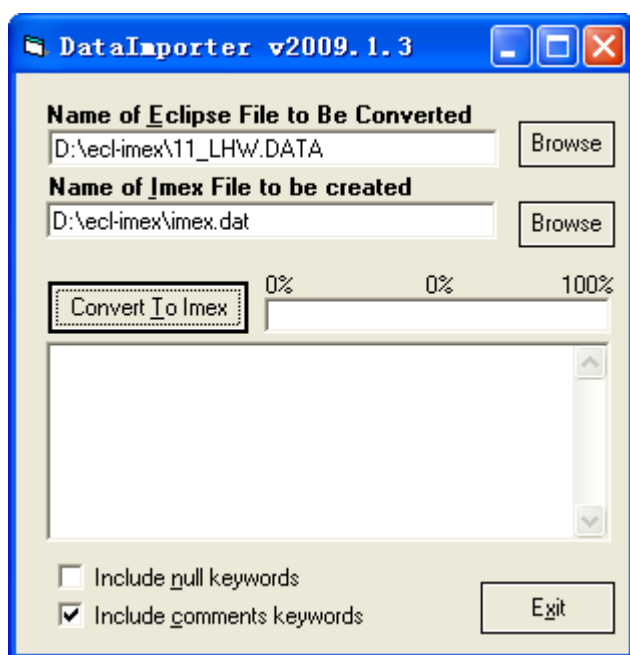 DataImporter v2009.1.3
Name of Eclipse File to Be Converted
D:\ecl-imex\11_LHW.DATA
Browse
Name of Imex File to be created
D:\ecl-imex\imex.dat
Browse
0% 0% 100%
Convert To Imex
Include null keywords
Include comments keywords
Exit